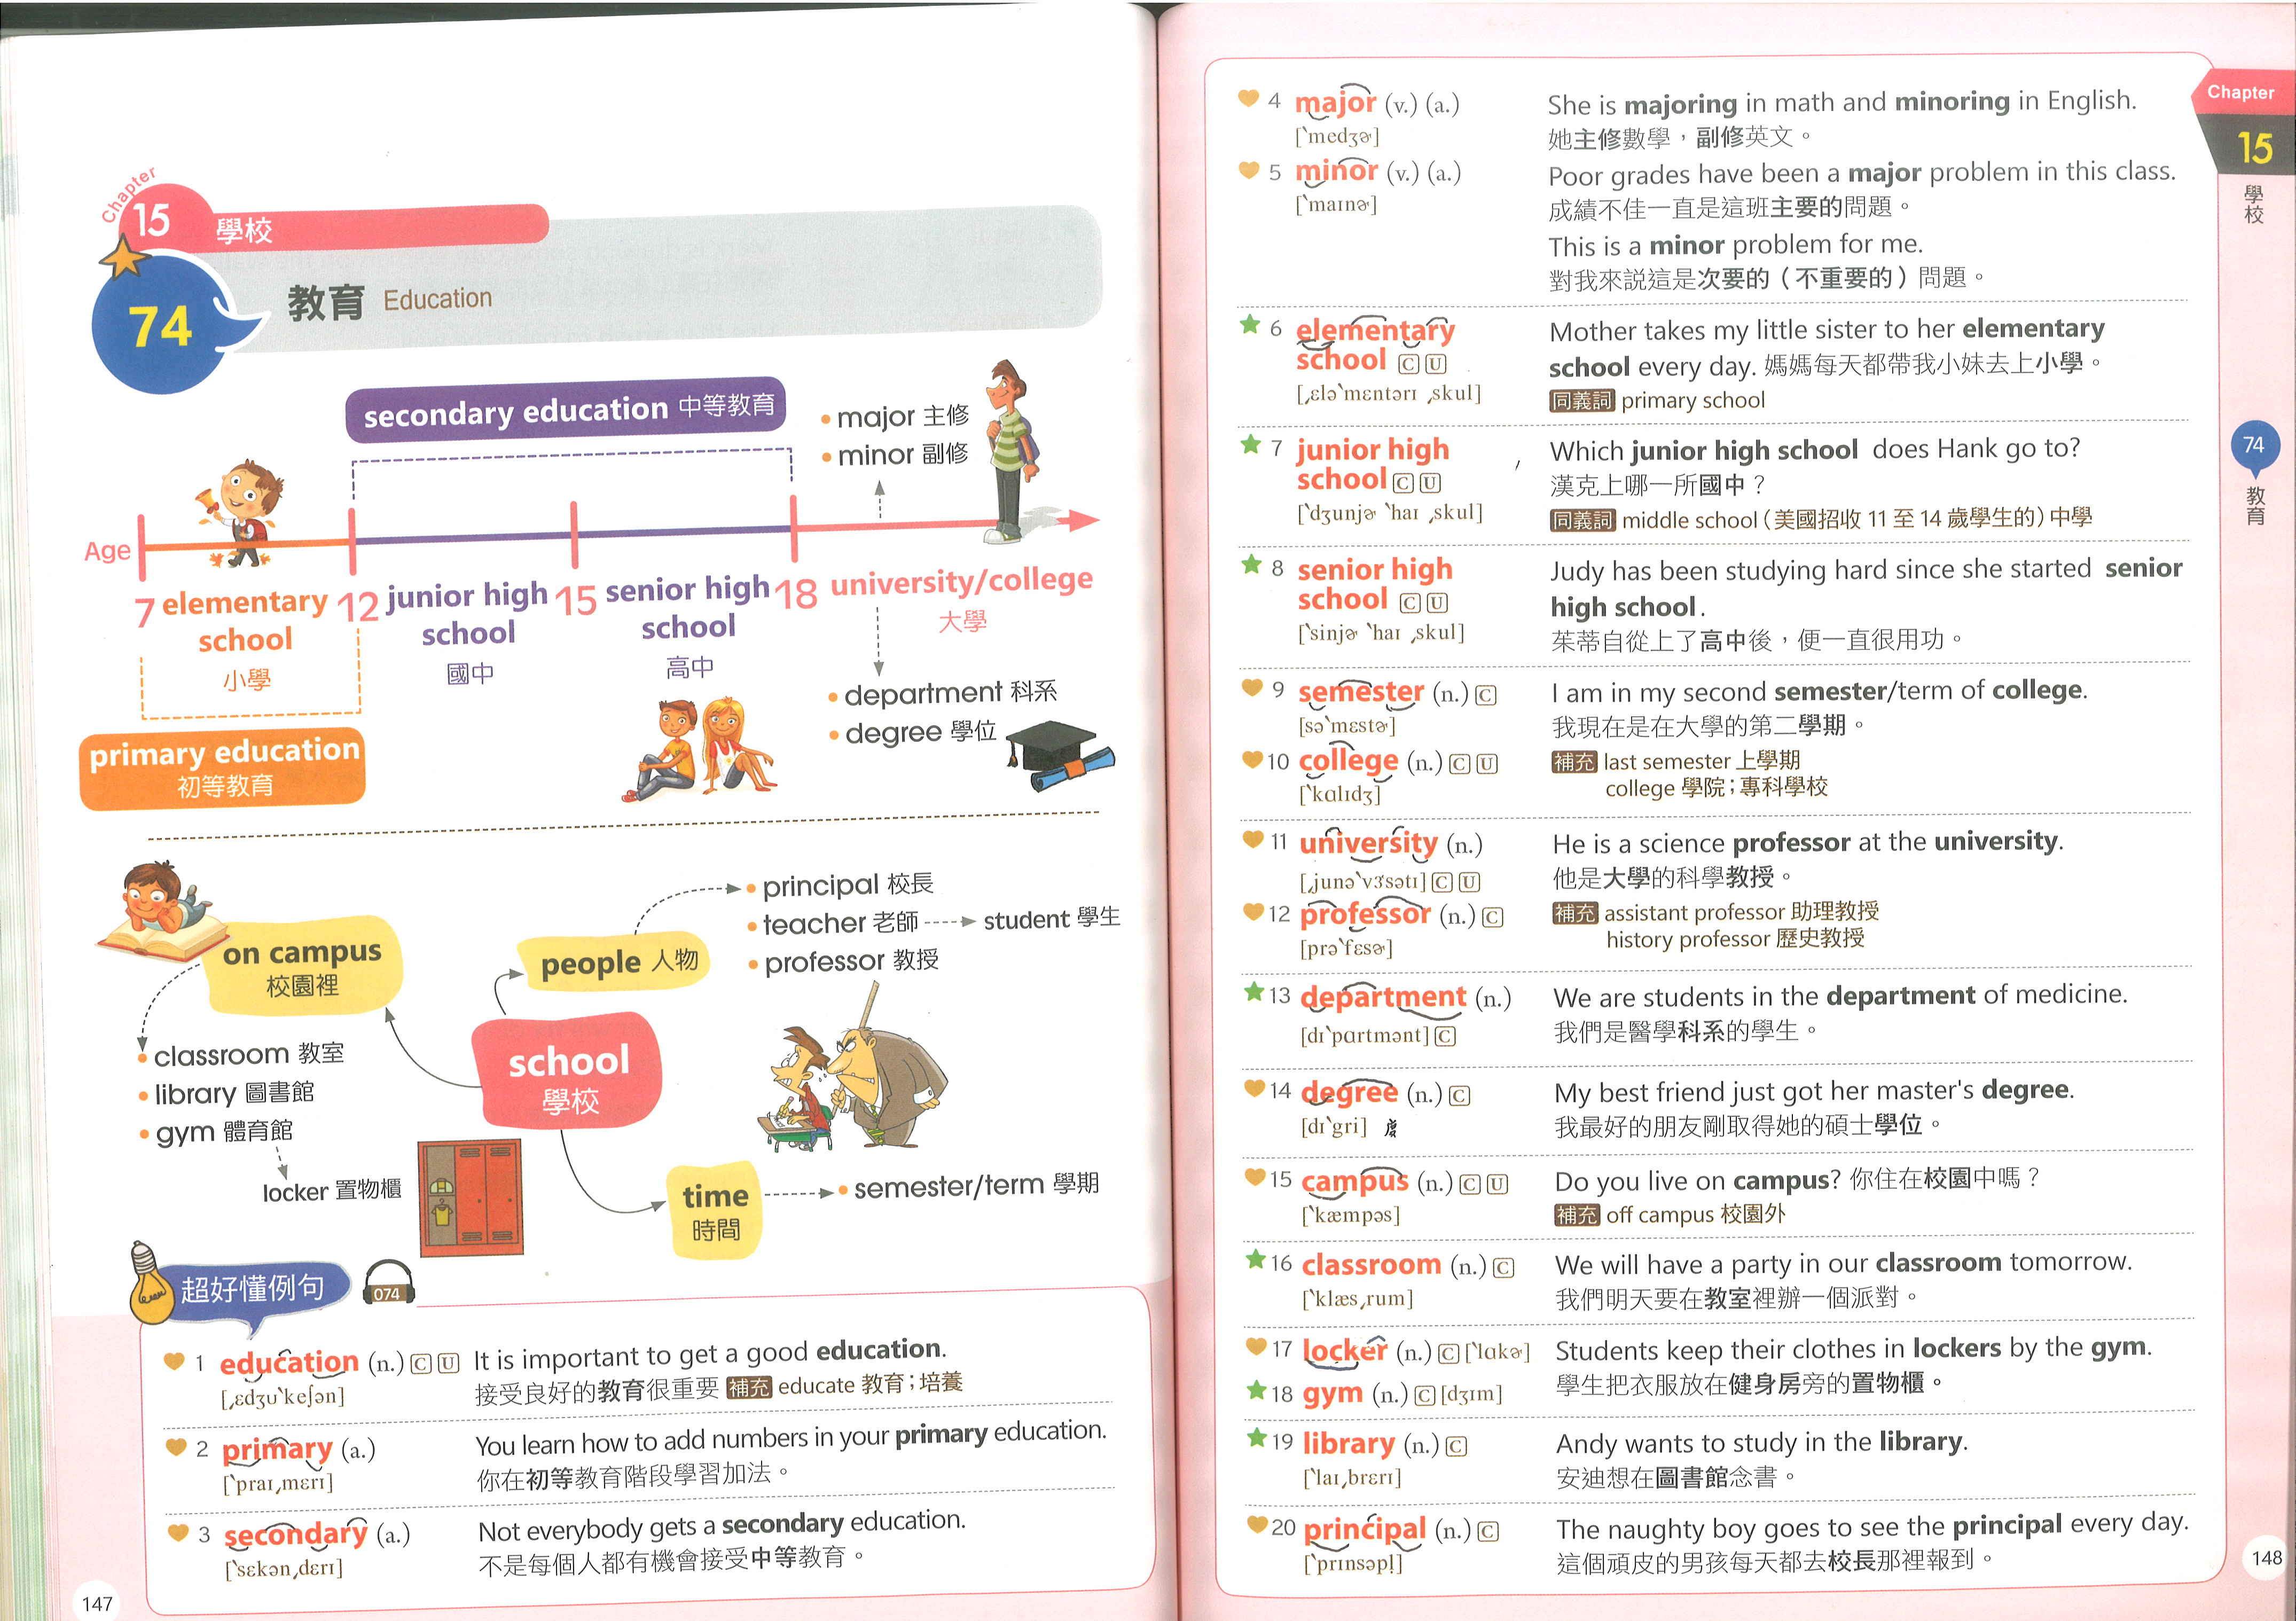 Chapter
15 學校
74 教育 Education
secondary education 中等教育
• major 主修
• minor 副修
Age
7 elementary school 小學
12 junior high school 國中
15 senior high school 高中
18 university/college 大學
primary education
初等教育
• department 科系
• degree 學位
on campus
校園裡
• classroom 教室
• library 圖書館
• gym 體育館
locker 置物櫃
people 人物
• principal 校長
• teacher 老師 student 學生
• professor 教授
school
學校
time
時間
• semester/term 學期
超好懂例句
074
1 education (n.) C U It is important to get a good education.
[ˌɛdʒʊˋkeʃən] 接受良好的教育很重要 補充 educate 教育；培養
2 primary (a.) You learn how to add numbers in your primary education.
[ˋpraɪˌmɛrɪ] 你在初等教育階段學習加法。
3 secondary (a.) Not everybody gets a secondary education.
[ˋsɛkənˌdɛrɪ] 不是每個人都有機會接受中等教育。
147
Chapter
15
學校
74
教育
4 major (v.) (a.) She is majoring in math and minoring in English.
[ˋmedʒɚ] 她主修數學，副修英文。
5 minor (v.) (a.) Poor grades have been a major problem in this class.
[ˋmaɪnɚ] 成績不佳一直是這班主要的問題。
This is a minor problem for me.
對我來說這是次要的（不重要的）問題。
6 elementary Mother takes my little sister to her elementary
school C U school every day. 媽媽每天都帶我小妹去上小學。
[ˌɛləˋmɛntərɪ ˌskul] 同義詞 primary school
7 junior high Which junior high school does Hank go to?
school C U 漢克上哪一所國中？
[ˋdʒunjɚ ˋhaɪ ˌskul] 同義詞 middle school（美國招收 11 至 14 歲學生的）中學
8 senior high Judy has been studying hard since she started senior
school C U high school.
[ˋsinjɚ ˋhaɪ ˌskul] 茱蒂自從上了高中後，便一直很用功。
9 semester (n.) C I am in my second semester/term of college.
[səˋmɛstɚ] 我現在是在大學的第二學期。
10 college (n.) C U 補充 last semester 上學期
[ˋkɑlɪdʒ] college 學院；專科學校
11 university (n.) He is a science professor at the university.
[ˌjunəˋvɝsətɪ] C U 他是大學的科學教授。
12 professor (n.) C 補充 assistant professor 助理教授
[prəˋfɛsɚ] history professor 歷史教授
13 department (n.) We are students in the department of medicine.
[dɪˋpɑrtmənt] C 我們是醫學科系的學生。
14 degree (n.) C My best friend just got her master's degree.
[dɪˋgri] 度 我最好的朋友剛取得她的碩士學位。
15 campus (n.) C U Do you live on campus? 你住在校園中嗎？
[ˋkæmpəs] 補充 off campus 校園外
16 classroom (n.) C We will have a party in our classroom tomorrow.
[ˋklæsˌrum] 我們明天要在教室裡辦一個派對。
17 locker (n.) C [ˋlɑkɚ] Students keep their clothes in lockers by the gym.
18 gym (n.) C [dʒɪm] 學生把衣服放在健身房旁的置物櫃。
19 library (n.) C Andy wants to study in the library.
[ˋlaɪˌbrɛrɪ] 安迪想在圖書館念書。
20 principal (n.) C The naughty boy goes to see the principal every day.
[ˋprɪnsəpḷ] 這個頑皮的男孩每天都去校長那裡報到。
148